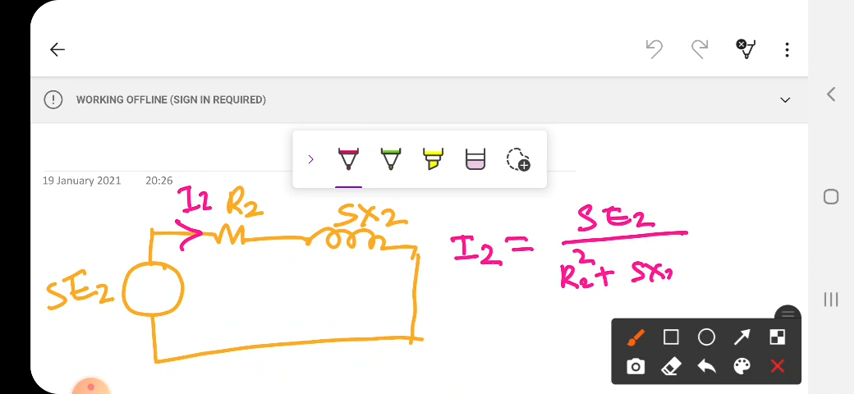 WORKING OFFLINE (SIGN IN REQUIRED)
19 January 2021 20:26
I2 R2 SX2
SE2
I2 = SE2
R2² + SX2